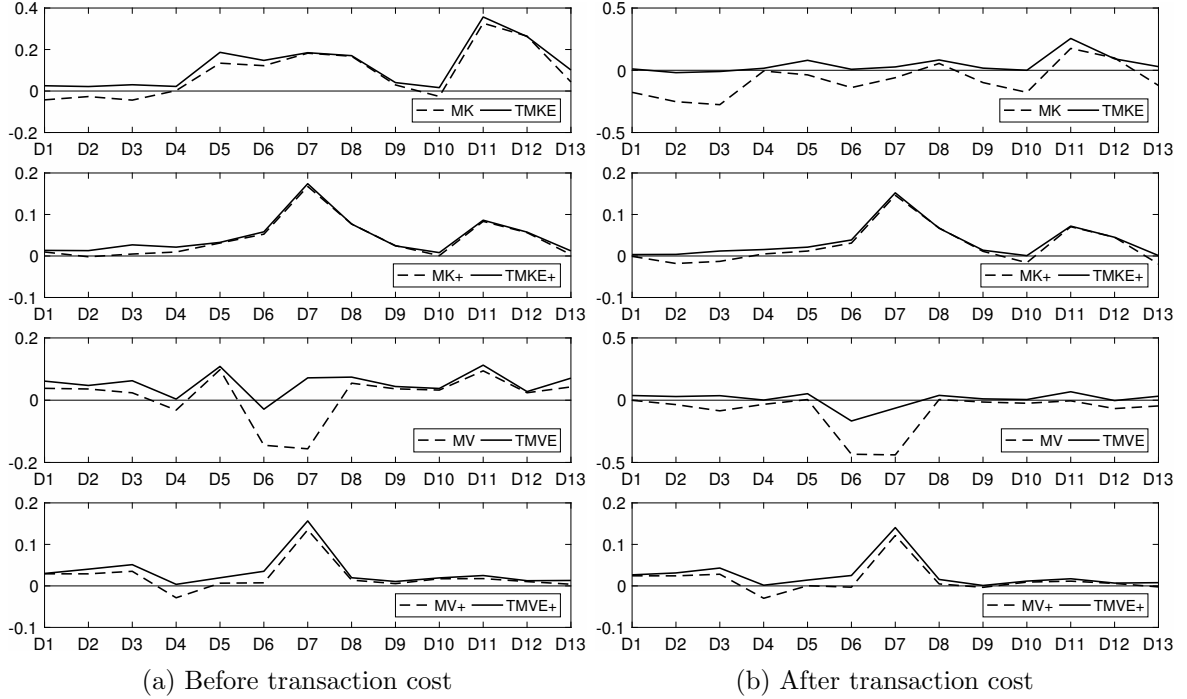 0.4
0.2
0
-0.2
MK TMKE
D1 D2 D3 D4 D5 D6 D7 D8 D9 D10 D11 D12 D13
0.2
0.1
0
-0.1
MK+ TMKE+
D1 D2 D3 D4 D5 D6 D7 D8 D9 D10 D11 D12 D13
0.2
0
-0.2
MV TMVE
D1 D2 D3 D4 D5 D6 D7 D8 D9 D10 D11 D12 D13
0.2
0.1
0
-0.1
MV+ TMVE+
D1 D2 D3 D4 D5 D6 D7 D8 D9 D10 D11 D12 D13
(a) Before transaction cost
0.5
0
-0.5
MK TMKE
D1 D2 D3 D4 D5 D6 D7 D8 D9 D10 D11 D12 D13
0.2
0.1
0
-0.1
MK+ TMKE+
D1 D2 D3 D4 D5 D6 D7 D8 D9 D10 D11 D12 D13
0.5
0
-0.5
MV TMVE
D1 D2 D3 D4 D5 D6 D7 D8 D9 D10 D11 D12 D13
0.2
0.1
0
-0.1
MV+ TMVE+
D1 D2 D3 D4 D5 D6 D7 D8 D9 D10 D11 D12 D13
(b) After transaction cost